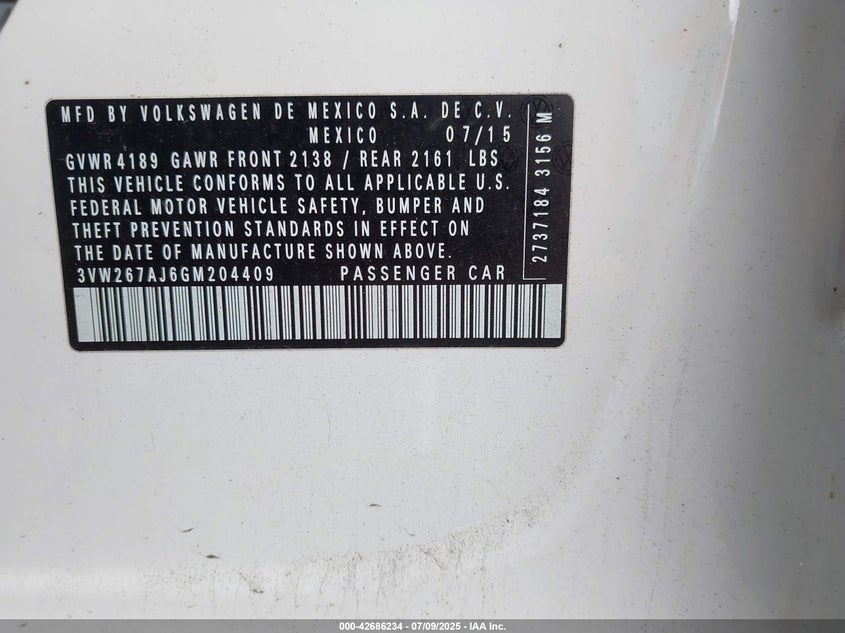 MFD BY VOLKSWAGEN DE MEXICO S.A. DE C.V.
MEXICO 07/15
GVWR 4189 GAWR FRONT 2138 / REAR 2161 LBS
THIS VEHICLE CONFORMS TO ALL APPLICABLE U.S.
FEDERAL MOTOR VEHICLE SAFETY, BUMPER AND
THEFT PREVENTION STANDARDS IN EFFECT ON
THE DATE OF MANUFACTURE SHOWN ABOVE.
3VW267AJ6GM204409 PASSENGER CAR
27371843156 M
000-42686234 - 07/09/2025 - IAA Inc.